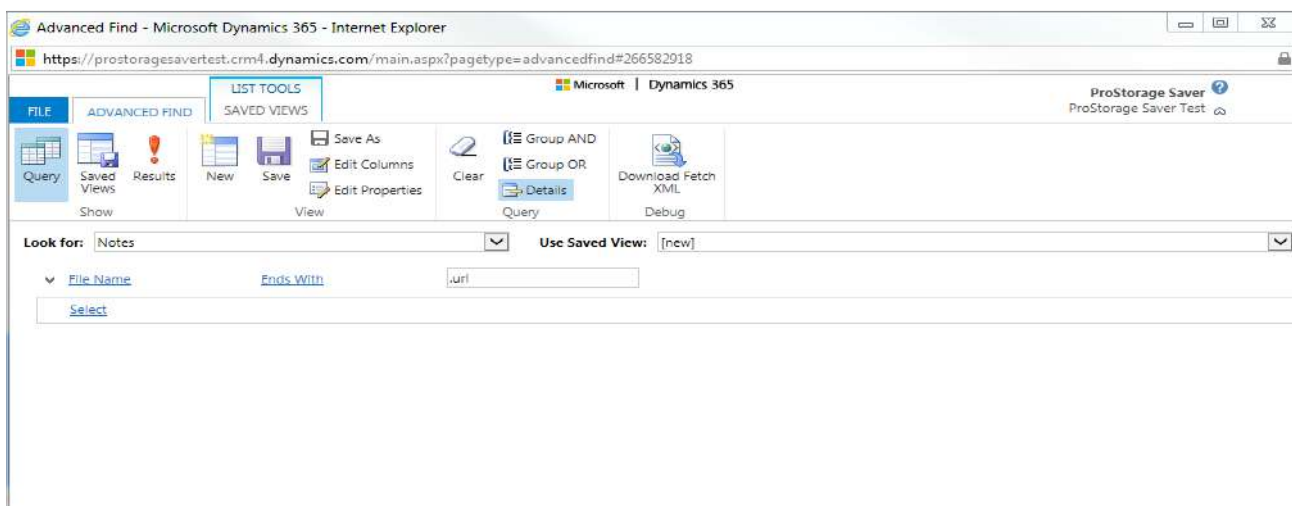 Advanced Find - Microsoft Dynamics 365 - Internet Explorer
https://prostoragesavertest.crm4.dynamics.com/main.aspx?pagetype=advancedfind#266582918
LIST TOOLS
Microsoft | Dynamics 365
ProStorage Saver
FILE ADVANCED FIND SAVED VIEWS
ProStorage Saver Test
Save As
Edit Columns
Edit Properties
Group AND
Group OR
Details
Query
Saved Views
Results
New
Save
Clear
Download Fetch XML
Show View Query Debug
Look for: Notes Use Saved View: [new]
File Name Ends With .url
Select